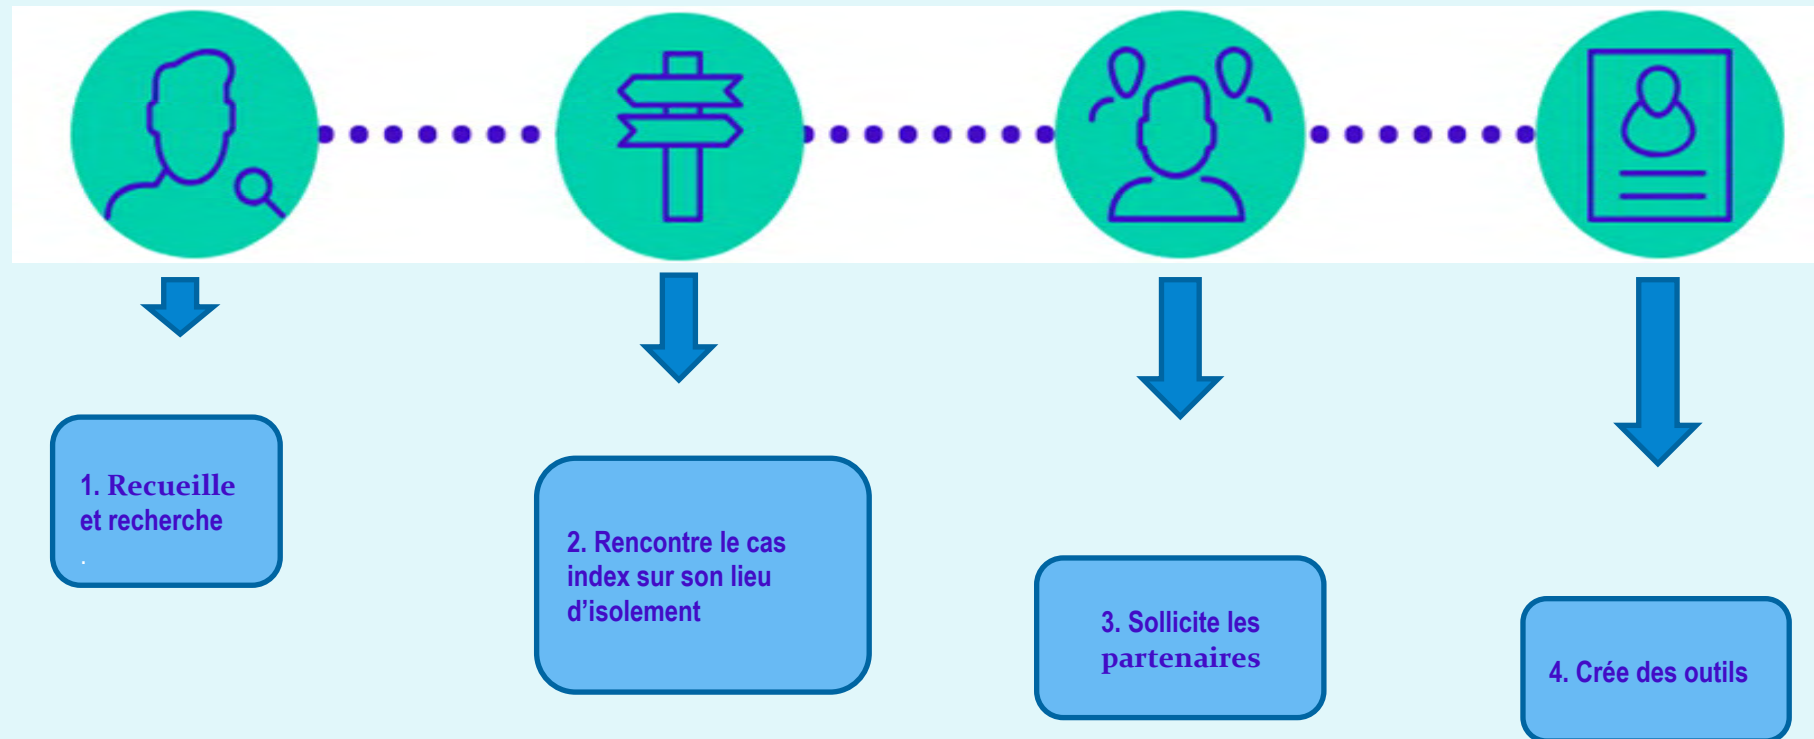 1. Recueille
et recherche
.
2. Rencontre le cas
index sur son lieu
d’isolement
3. Sollicite les
partenaires
4. Crée des outils